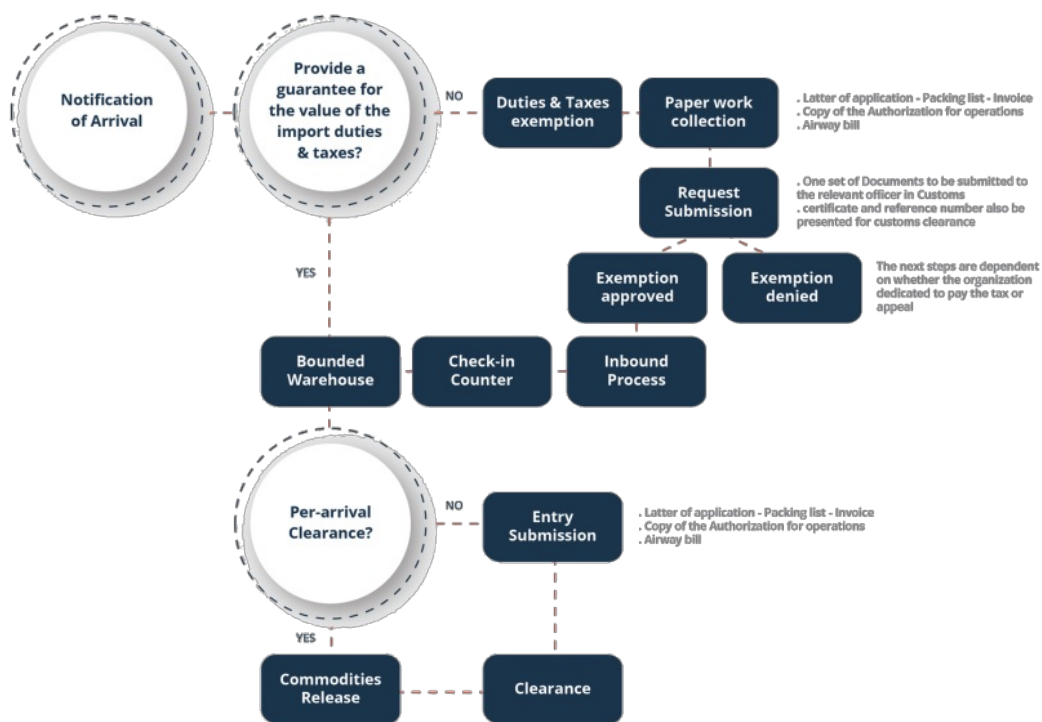 Notification
of Arrival
Provide a
guarantee for
the value of the
import duties
& taxes?
NO
Duties & Taxes
exemption
Paper work
collection
. Latter of application - Packing list - Invoice
. Copy of the Authorization for operations
. Airway bill
Request
Submission
. One set of Documents to be submitted to
the relevant officer in Customs
. certificate and reference number also be
presented for customs clearance
YES
Exemption
approved
Exemption
denied
The next steps are dependent
on whether the organization
dedicated to pay the tax or
appeal
Bounded
Warehouse
Check-in
Counter
Inbound
Process
Per-arrival
Clearance?
NO
Entry
Submission
. Latter of application - Packing list - Invoice
. Copy of the Authorization for operations
. Airway bill
YES
Commodities
Release
Clearance